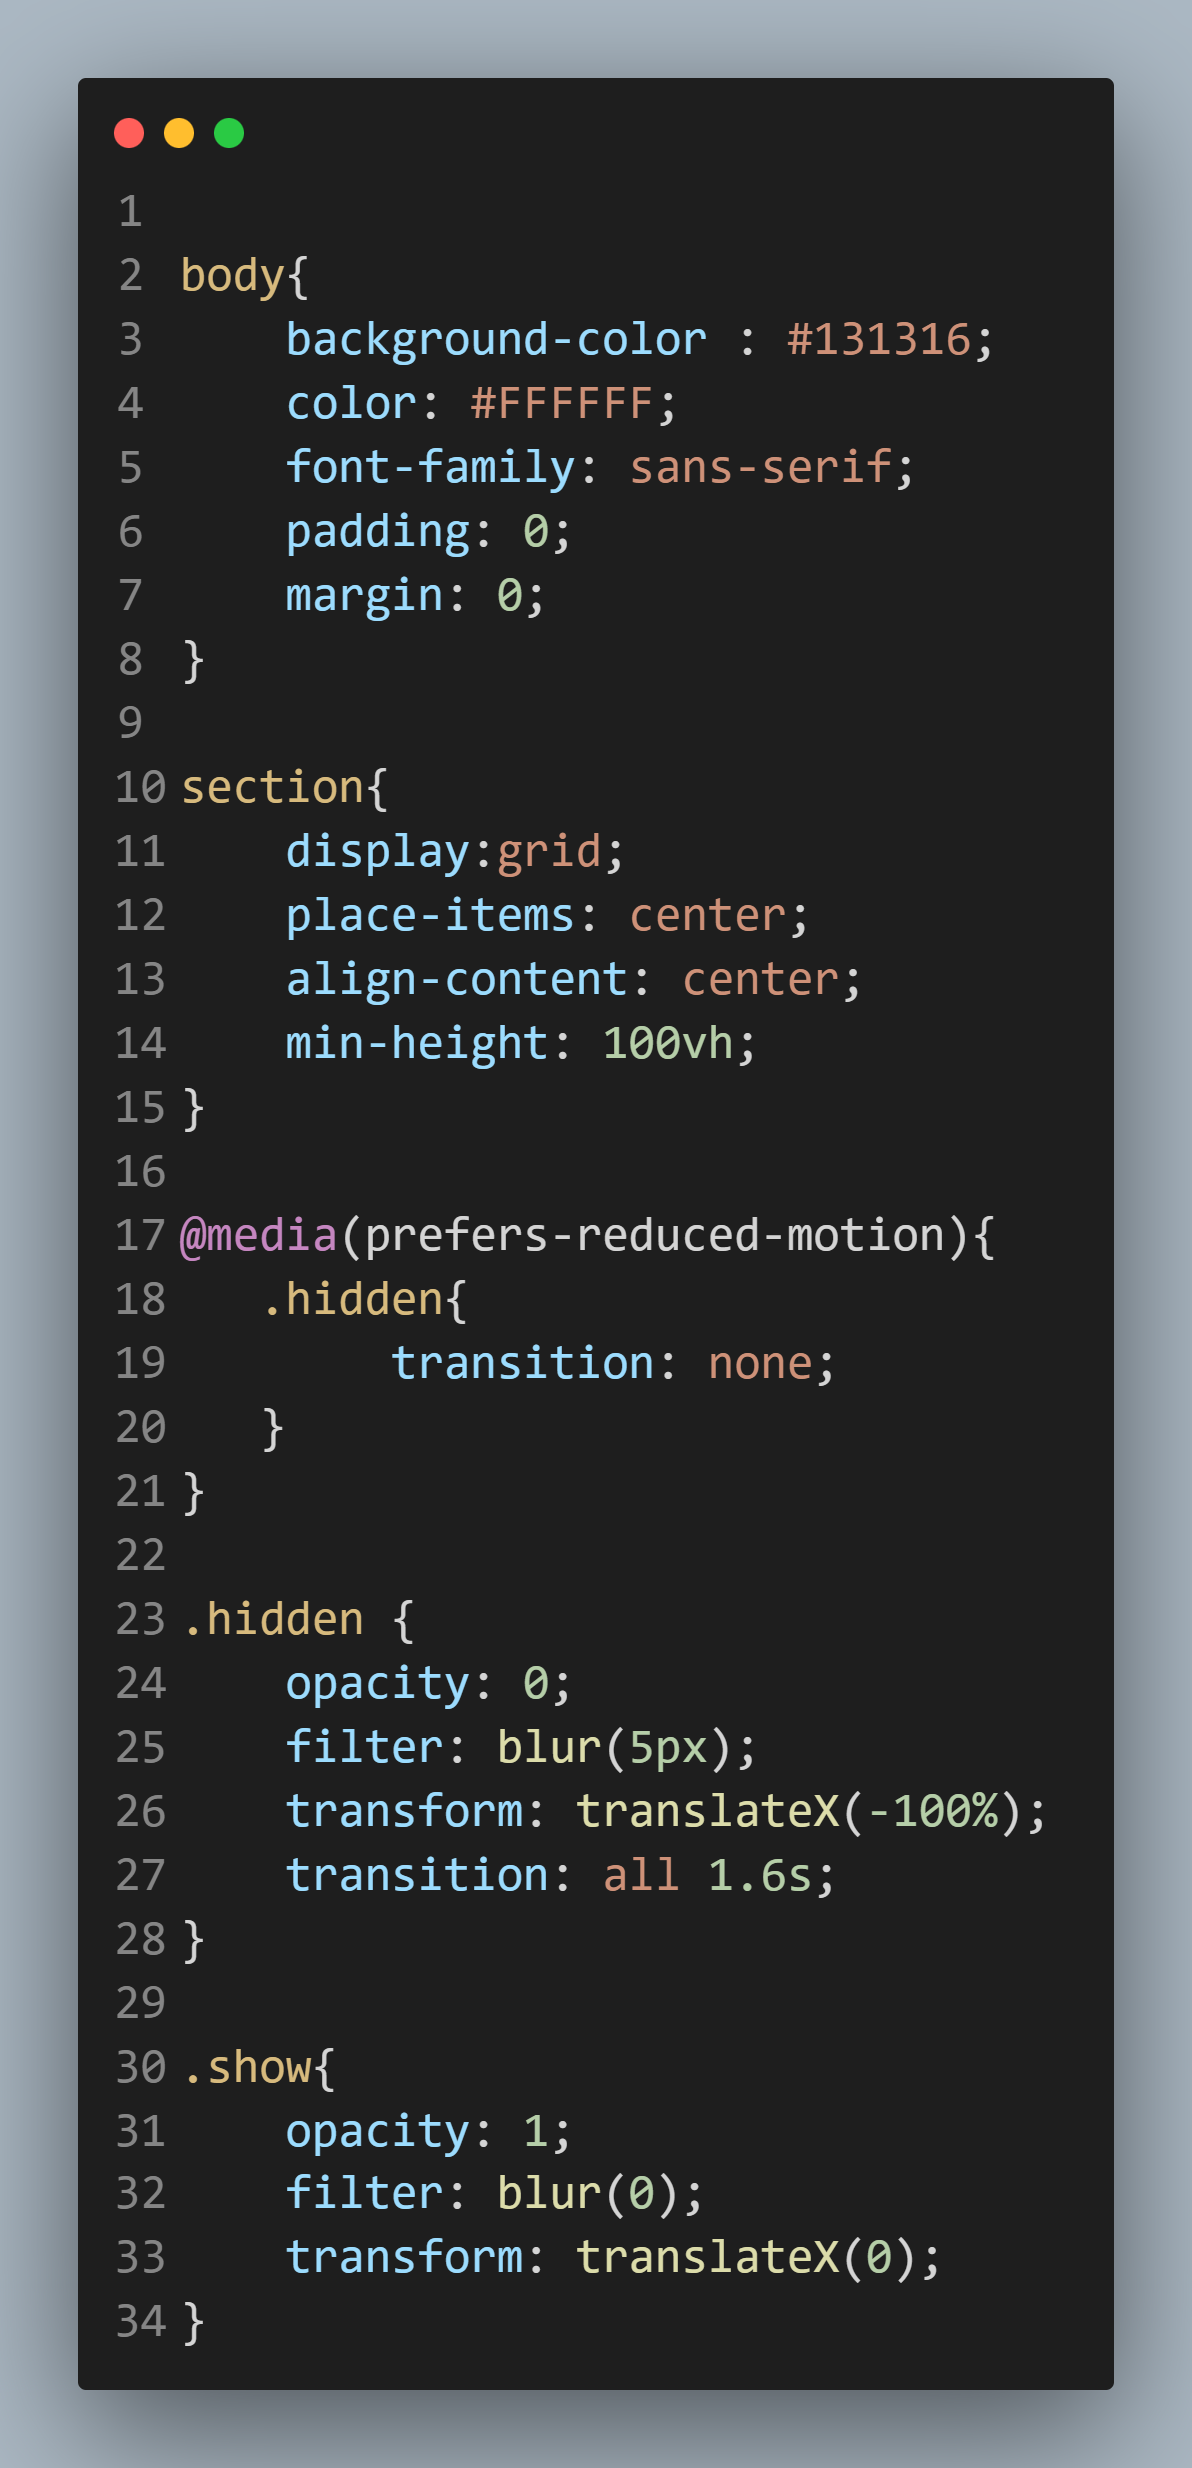 1
2 body{
3     background-color : #131316;
4     color: #FFFFFF;
5     font-family: sans-serif;
6     padding: 0;
7     margin: 0;
8 }
9
10 section{
11     display:grid;
12     place-items: center;
13     align-content: center;
14     min-height: 100vh;
15 }
16
17 @media(prefers-reduced-motion){
18    .hidden{
19         transition: none;
20    }
21 }
22
23 .hidden {
24     opacity: 0;
25     filter: blur(5px);
26     transform: translateX(-100%);
27     transition: all 1.6s;
28 }
29
30 .show{
31     opacity: 1;
32     filter: blur(0);
33     transform: translateX(0);
34 }